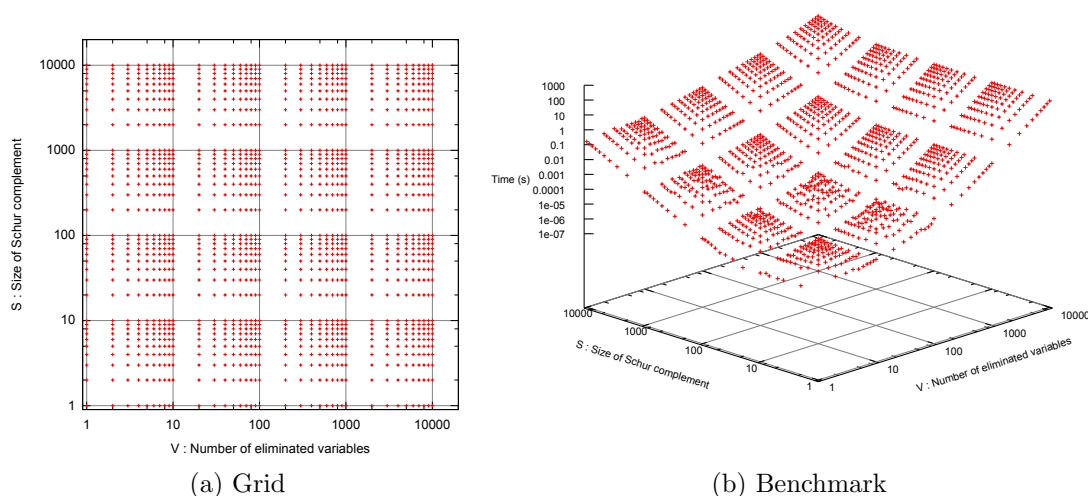 10000
1000
100
10
1
S : Size of Schur complement
1
10
100
1000
10000
V : Number of eliminated variables
(a) Grid
1000
100
10
1
0.1
0.01
0.001
0.0001
1e-05
1e-06
1e-07
Time (s)
10000
1000
100
10
1
S : Size of Schur complement
1
10
100
1000
10000
V : Number of eliminated variables
(b) Benchmark